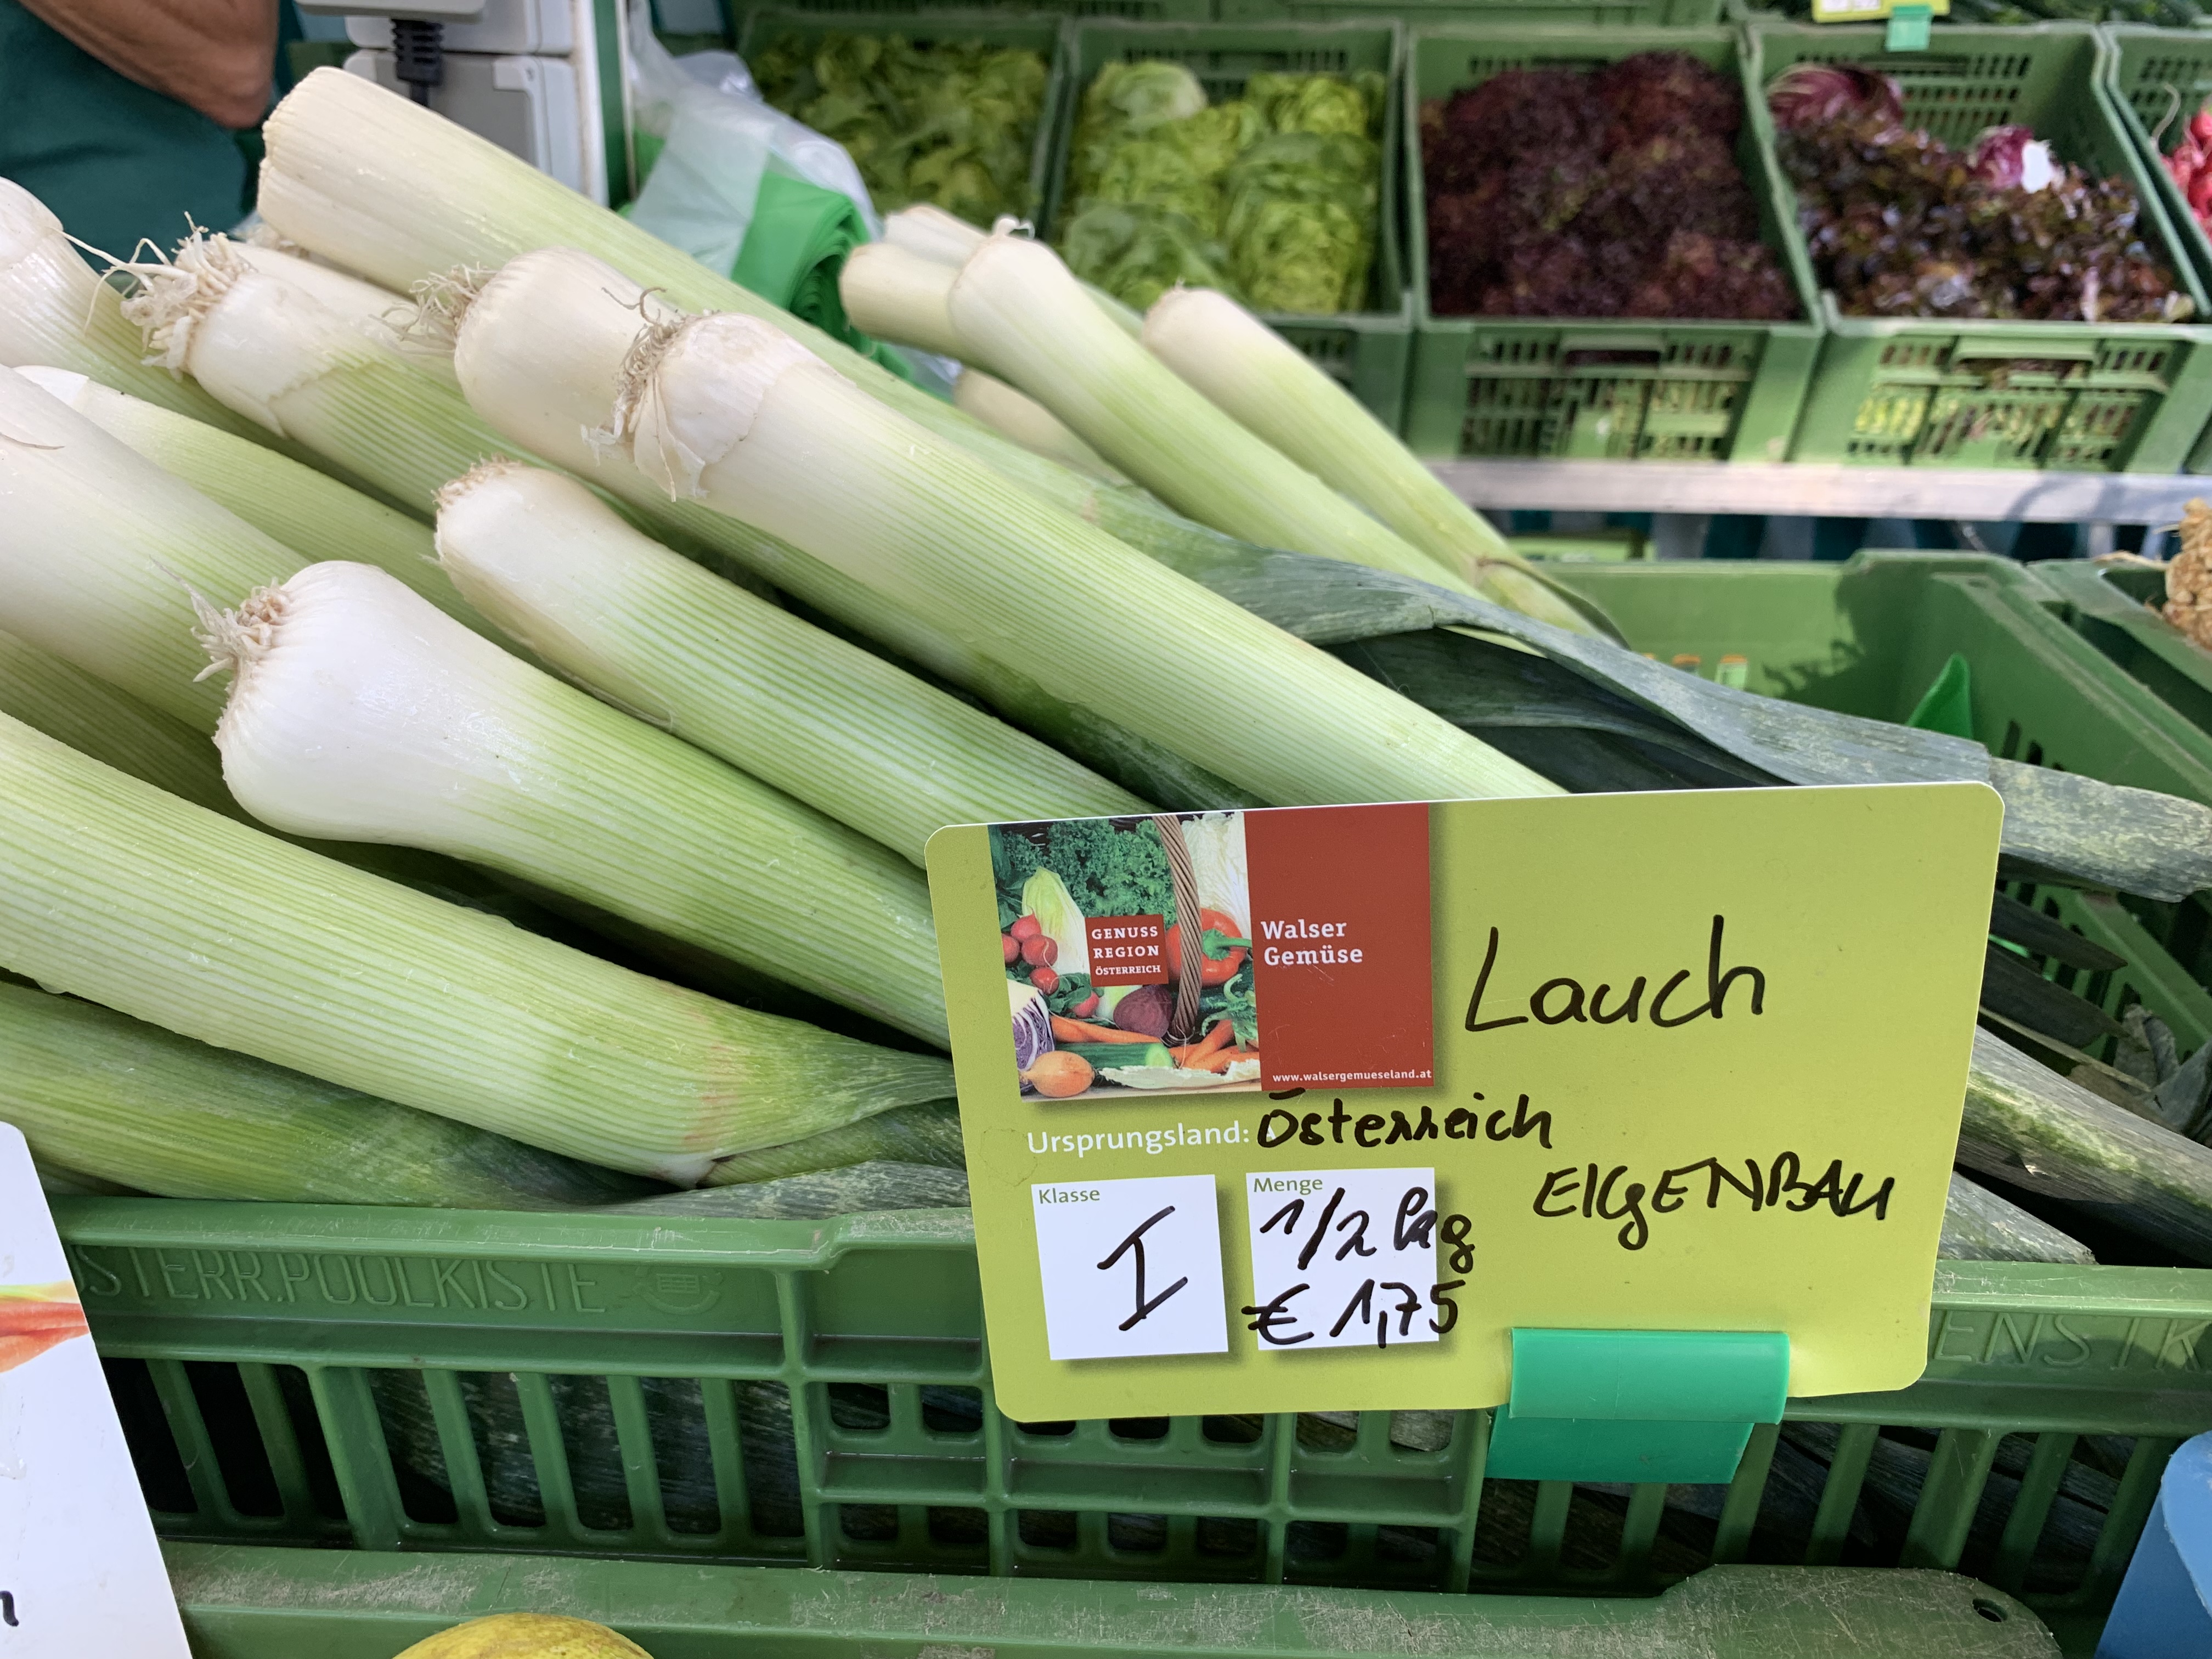 GENUSS
REGION
ÖSTERREICH
Walser
Gemüse
www.walsergemueseland.at
Lauch
Ursprungsland: Österreich
EIGENBAU
Klasse
I
Menge
1/2 kg
€ 1,75
STERR.POOLKISTE